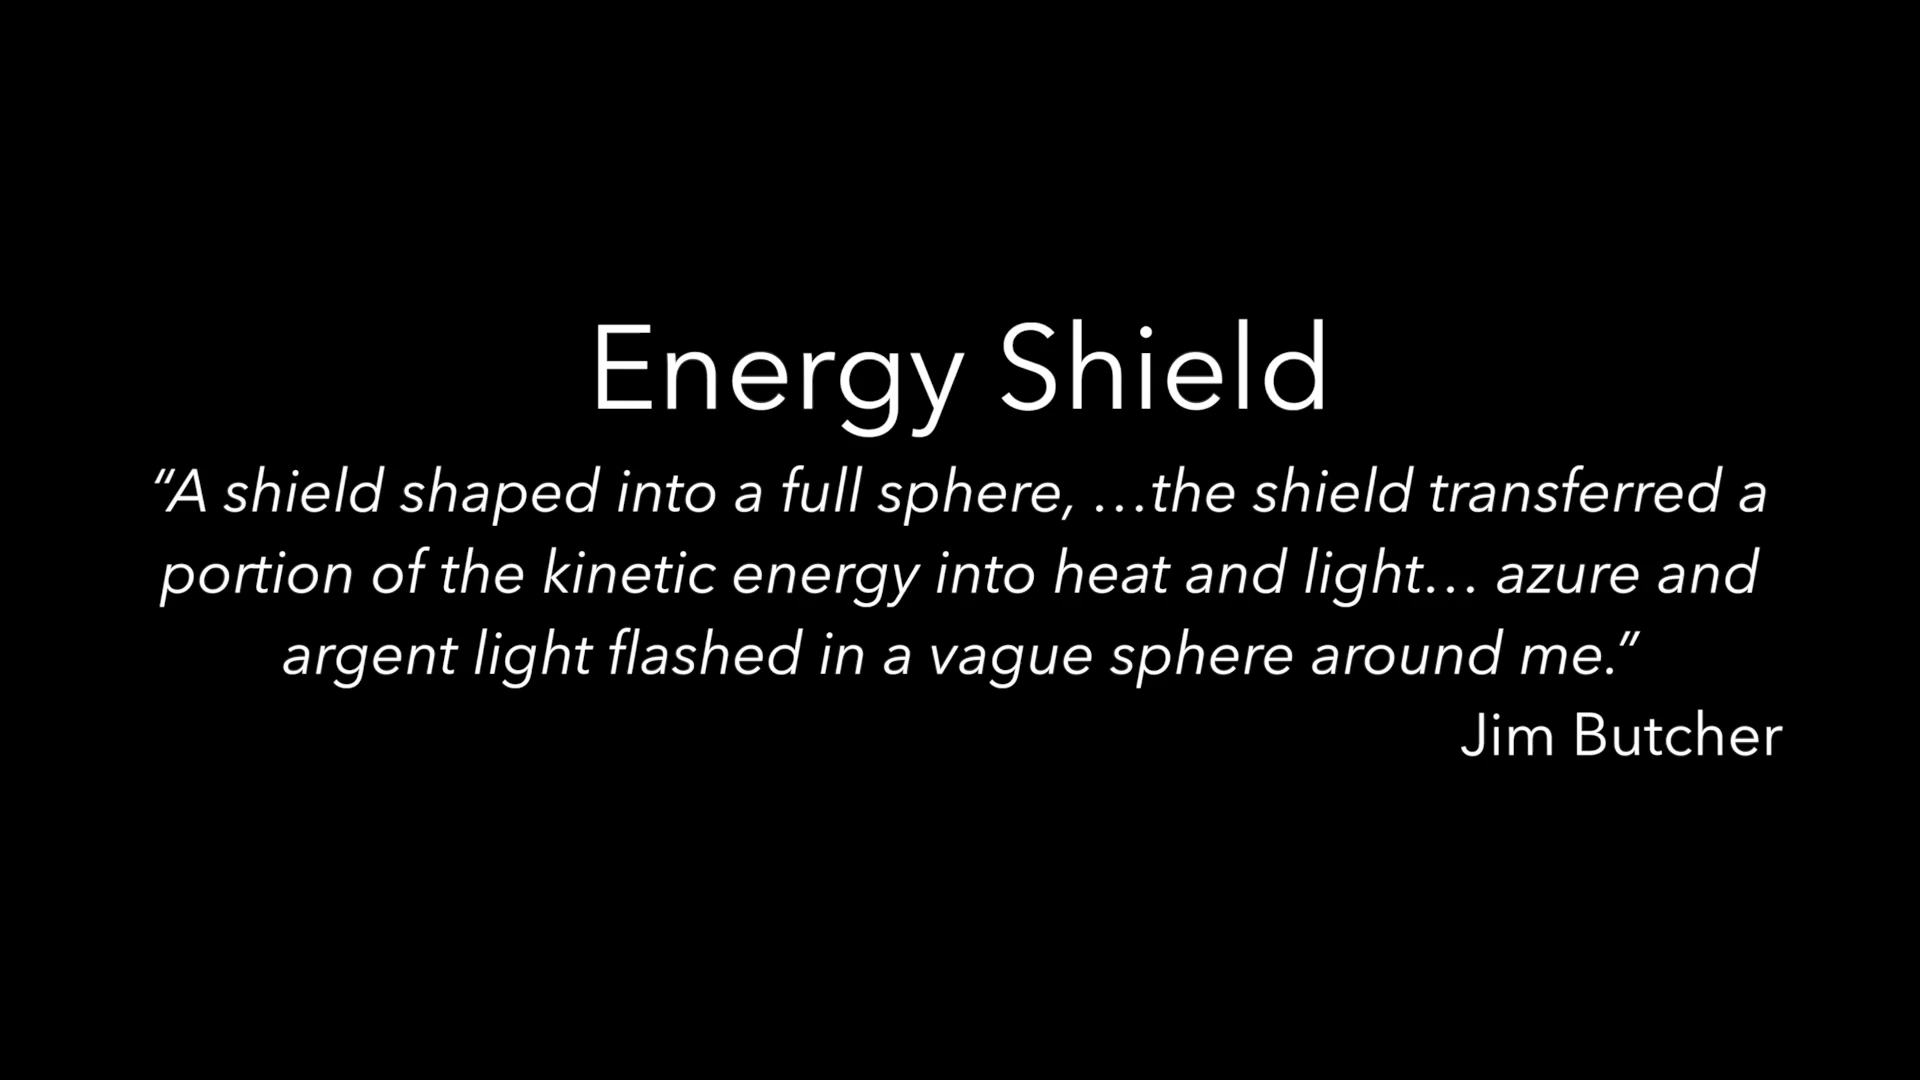 Energy Shield
“A shield shaped into a full sphere, …the shield transferred a
portion of the kinetic energy into heat and light… azure and
argent light flashed in a vague sphere around me.”
Jim Butcher